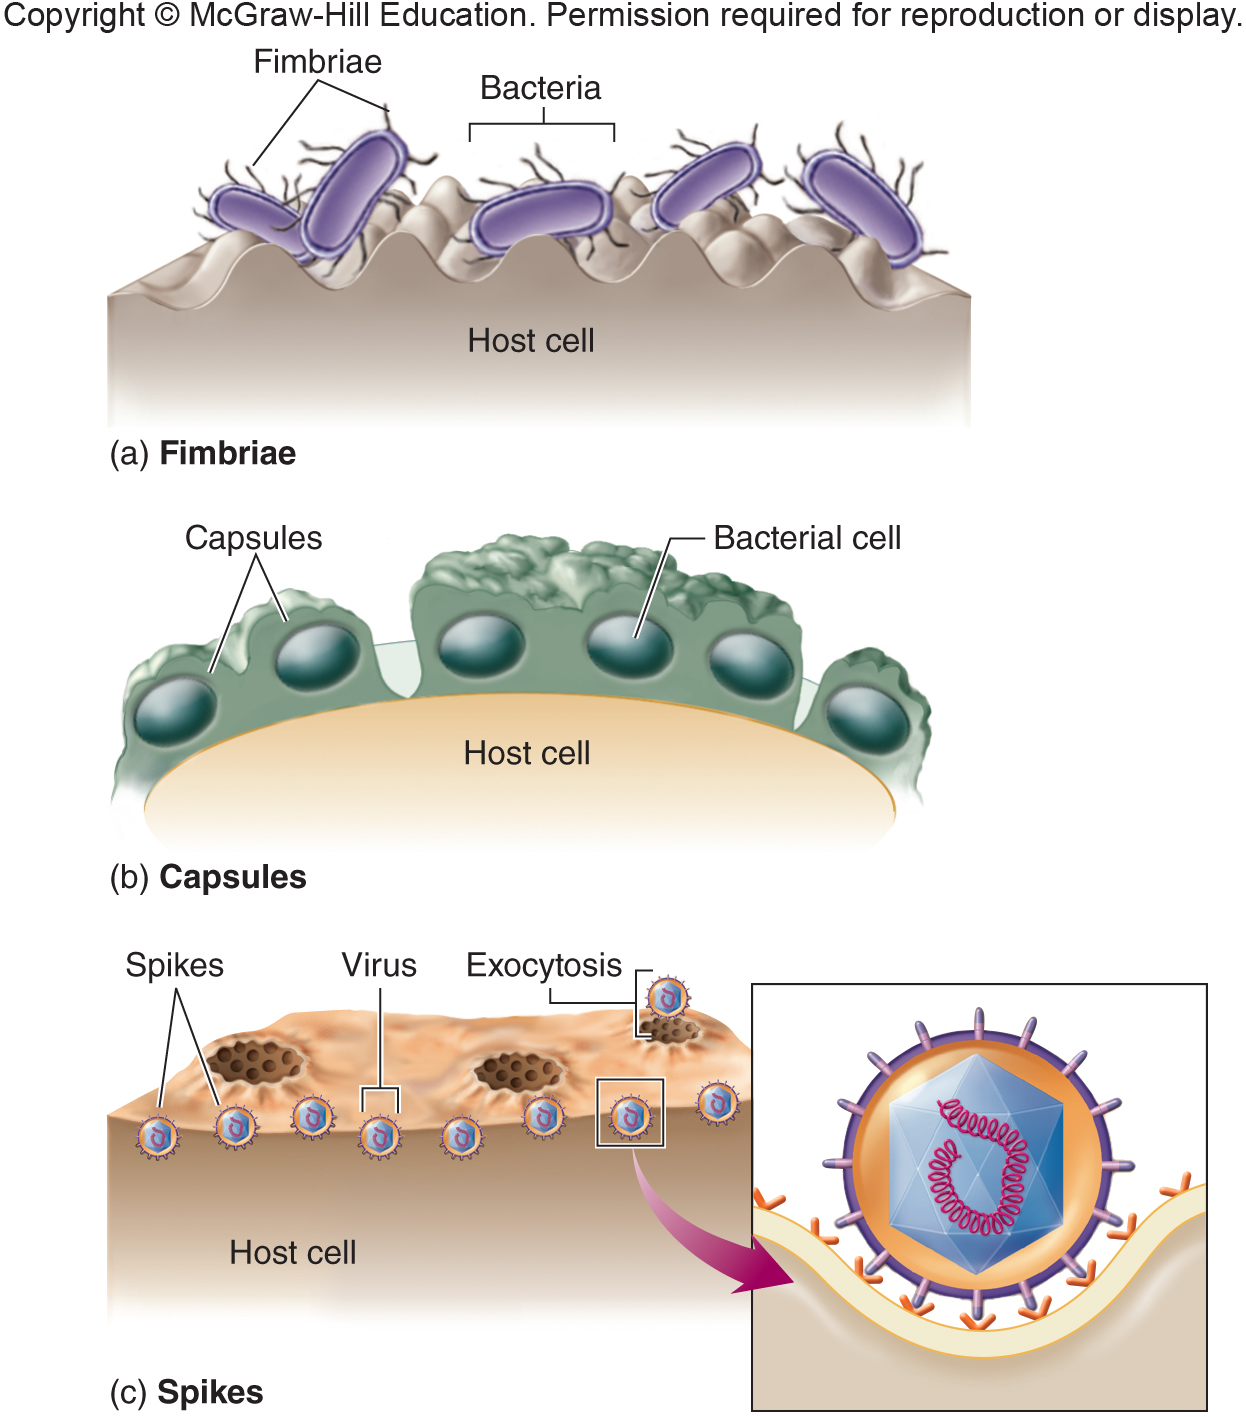 Copyright © McGraw-Hill Education. Permission required for reproduction or display.
Fimbriae
Bacteria
Host cell
(a) Fimbriae
Capsules
Bacterial cell
Host cell
(b) Capsules
Spikes
Virus
Exocytosis
Host cell
(c) Spikes